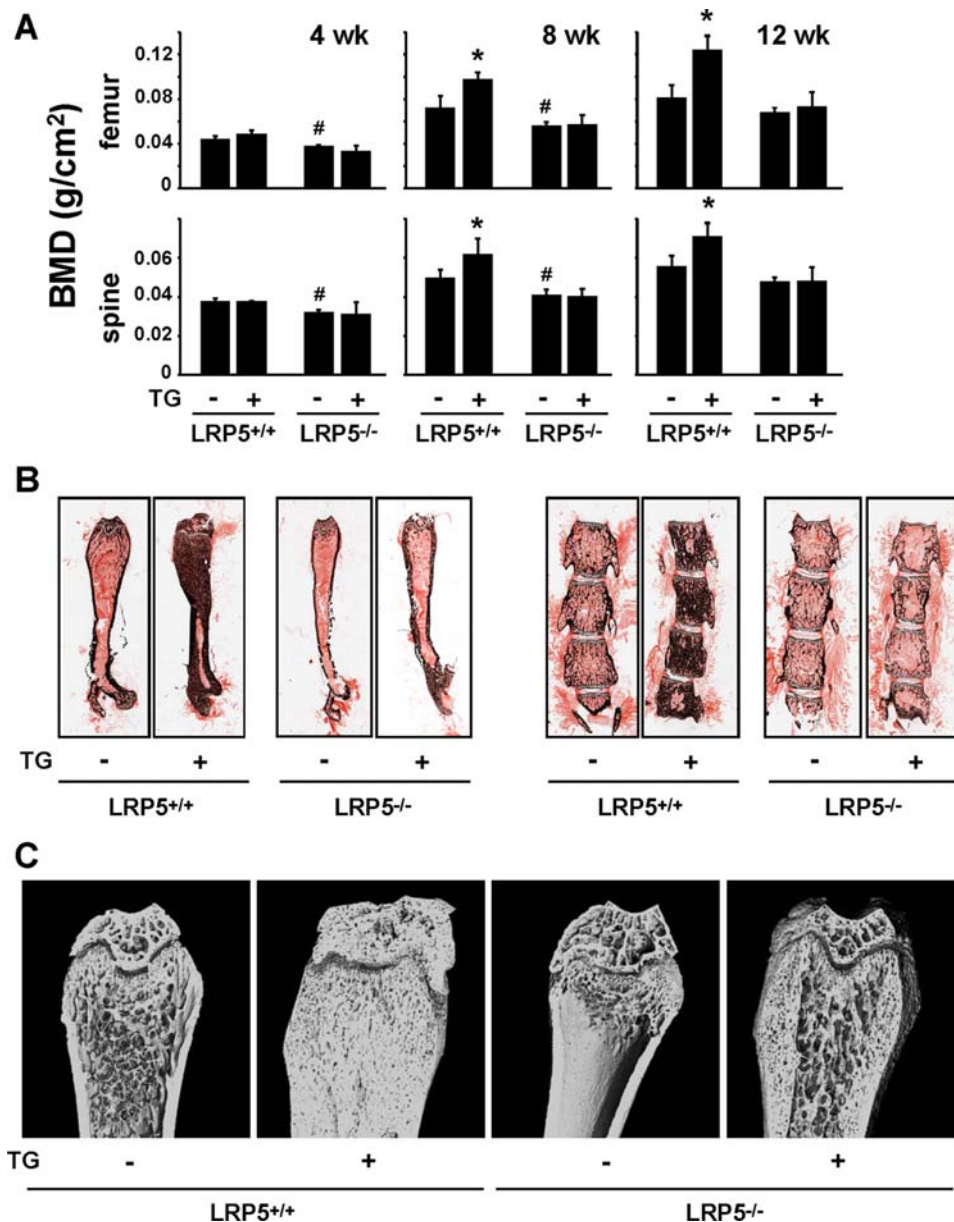 A
4 wk 8 wk 12 wk
BMD (g/cm²)
femur
0.12
0.08
0.04
0
# * # *
spine
0.06
0.04
0.02
0
# * # *
TG - + - + - + - + - + - +
LRP5+/+ LRP5-/- LRP5+/+ LRP5-/- LRP5+/+ LRP5-/-
B
TG - + - + - + - +
LRP5+/+ LRP5-/- LRP5+/+ LRP5-/-
C
TG - + - +
LRP5+/+ LRP5-/-